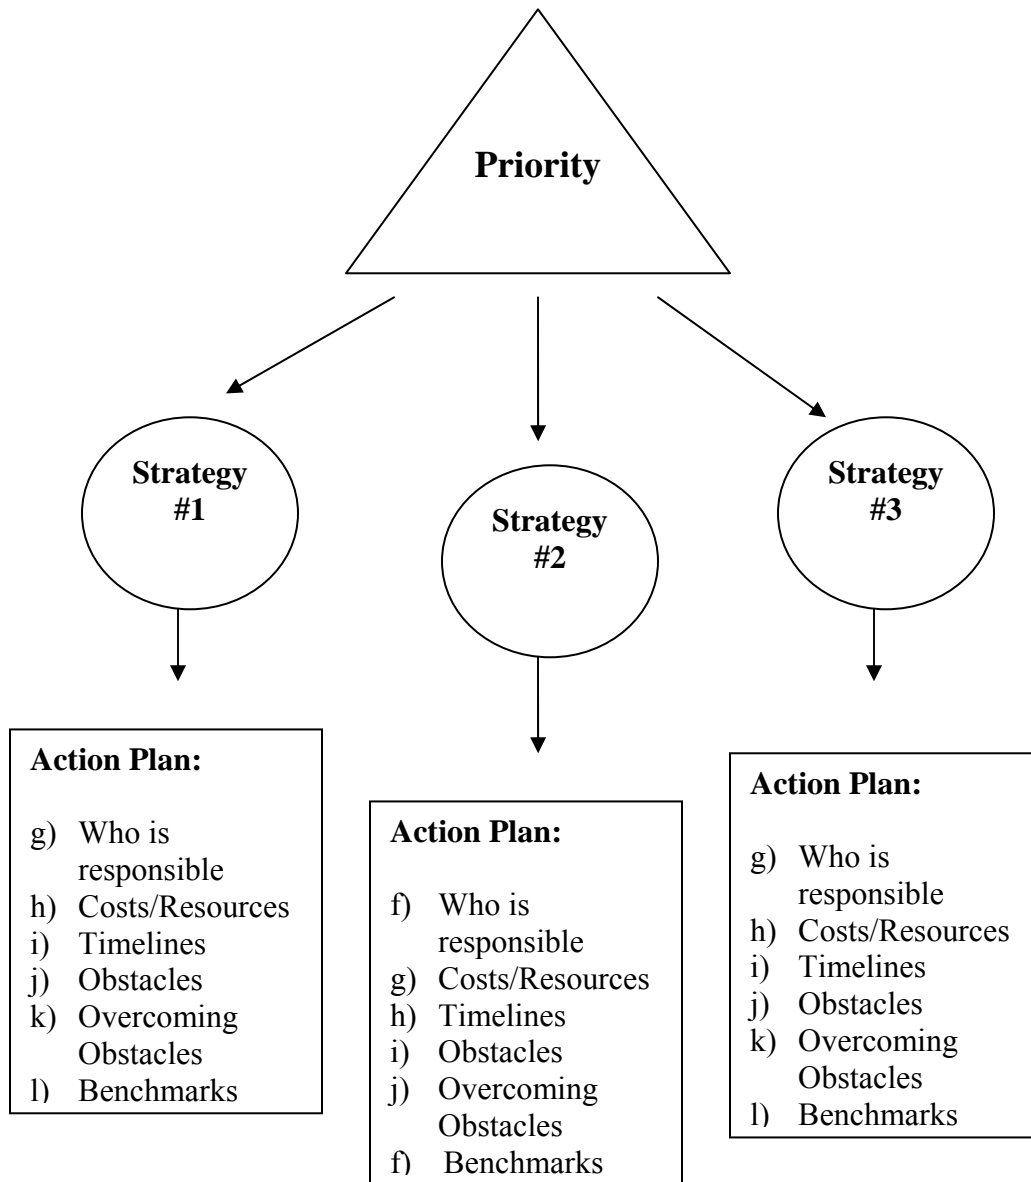 Priority
Strategy
#1
Strategy
#2
Strategy
#3
Action Plan:
g) Who is
responsible
h) Costs/Resources
i) Timelines
j) Obstacles
k) Overcoming
Obstacles
l) Benchmarks
Action Plan:
f) Who is
responsible
g) Costs/Resources
h) Timelines
i) Obstacles
j) Overcoming
Obstacles
f) Benchmarks
Action Plan:
g) Who is
responsible
h) Costs/Resources
i) Timelines
j) Obstacles
k) Overcoming
Obstacles
l) Benchmarks